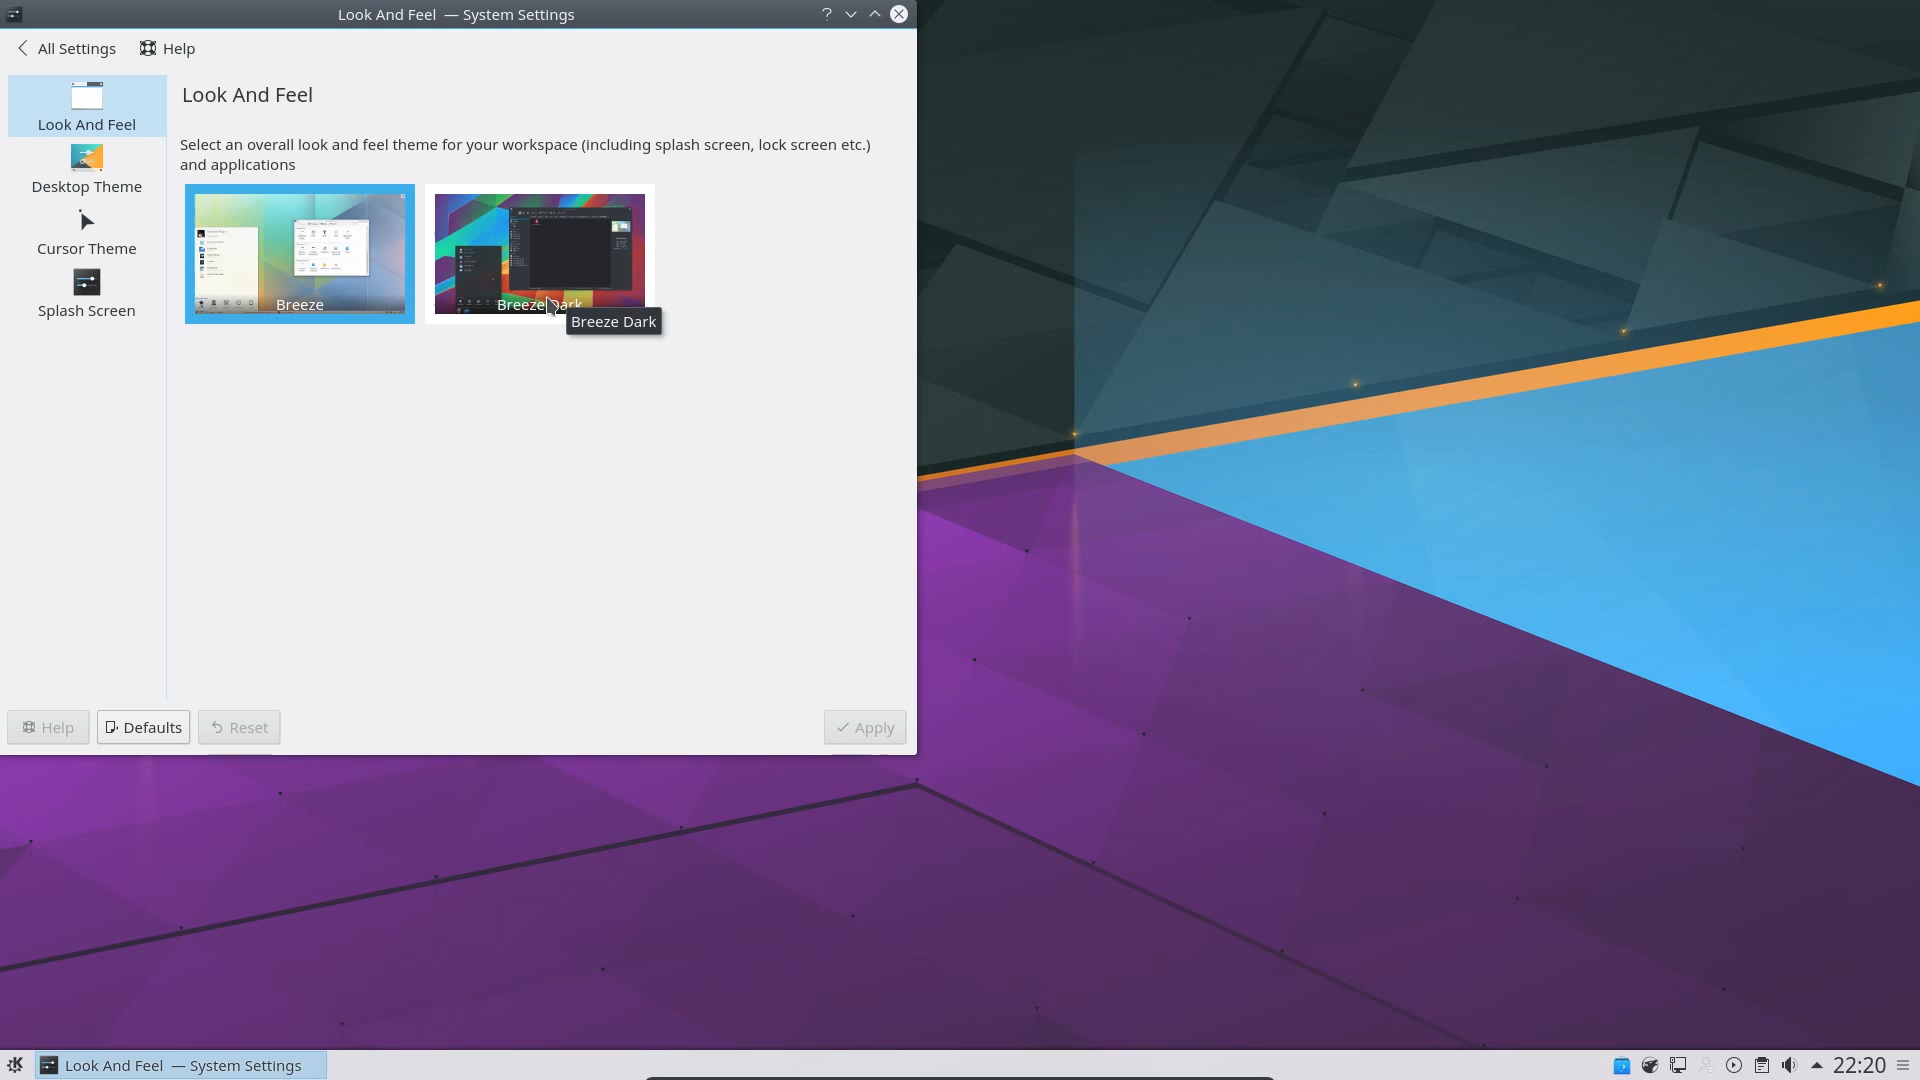 Look And Feel — System Settings
All Settings
Help
Look And Feel
Desktop Theme
Cursor Theme
Splash Screen
Look And Feel
Select an overall look and feel theme for your workspace (including splash screen, lock screen etc.)
and applications
Breeze
Breeze Dark
Breeze Dark
Help
Defaults
Reset
Apply
Look And Feel — System Settings
22:20